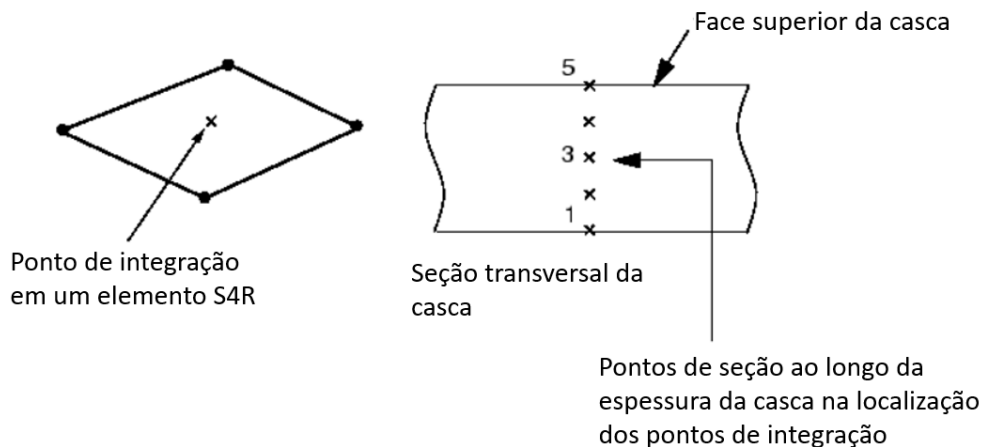 Face superior da casca
5
3
1
Ponto de integração
em um elemento S4R
Seção transversal da
casca
Pontos de seção ao longo da
espessura da casca na localização
dos pontos de integração